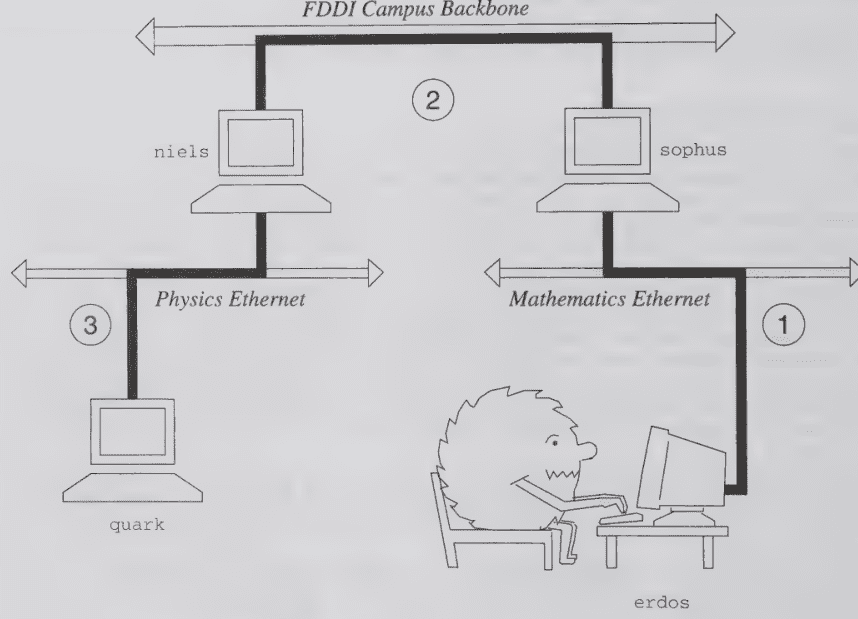 FDDI Campus Backbone
2
niels
sophus
Physics Ethernet
Mathematics Ethernet
3
1
quark
erdos